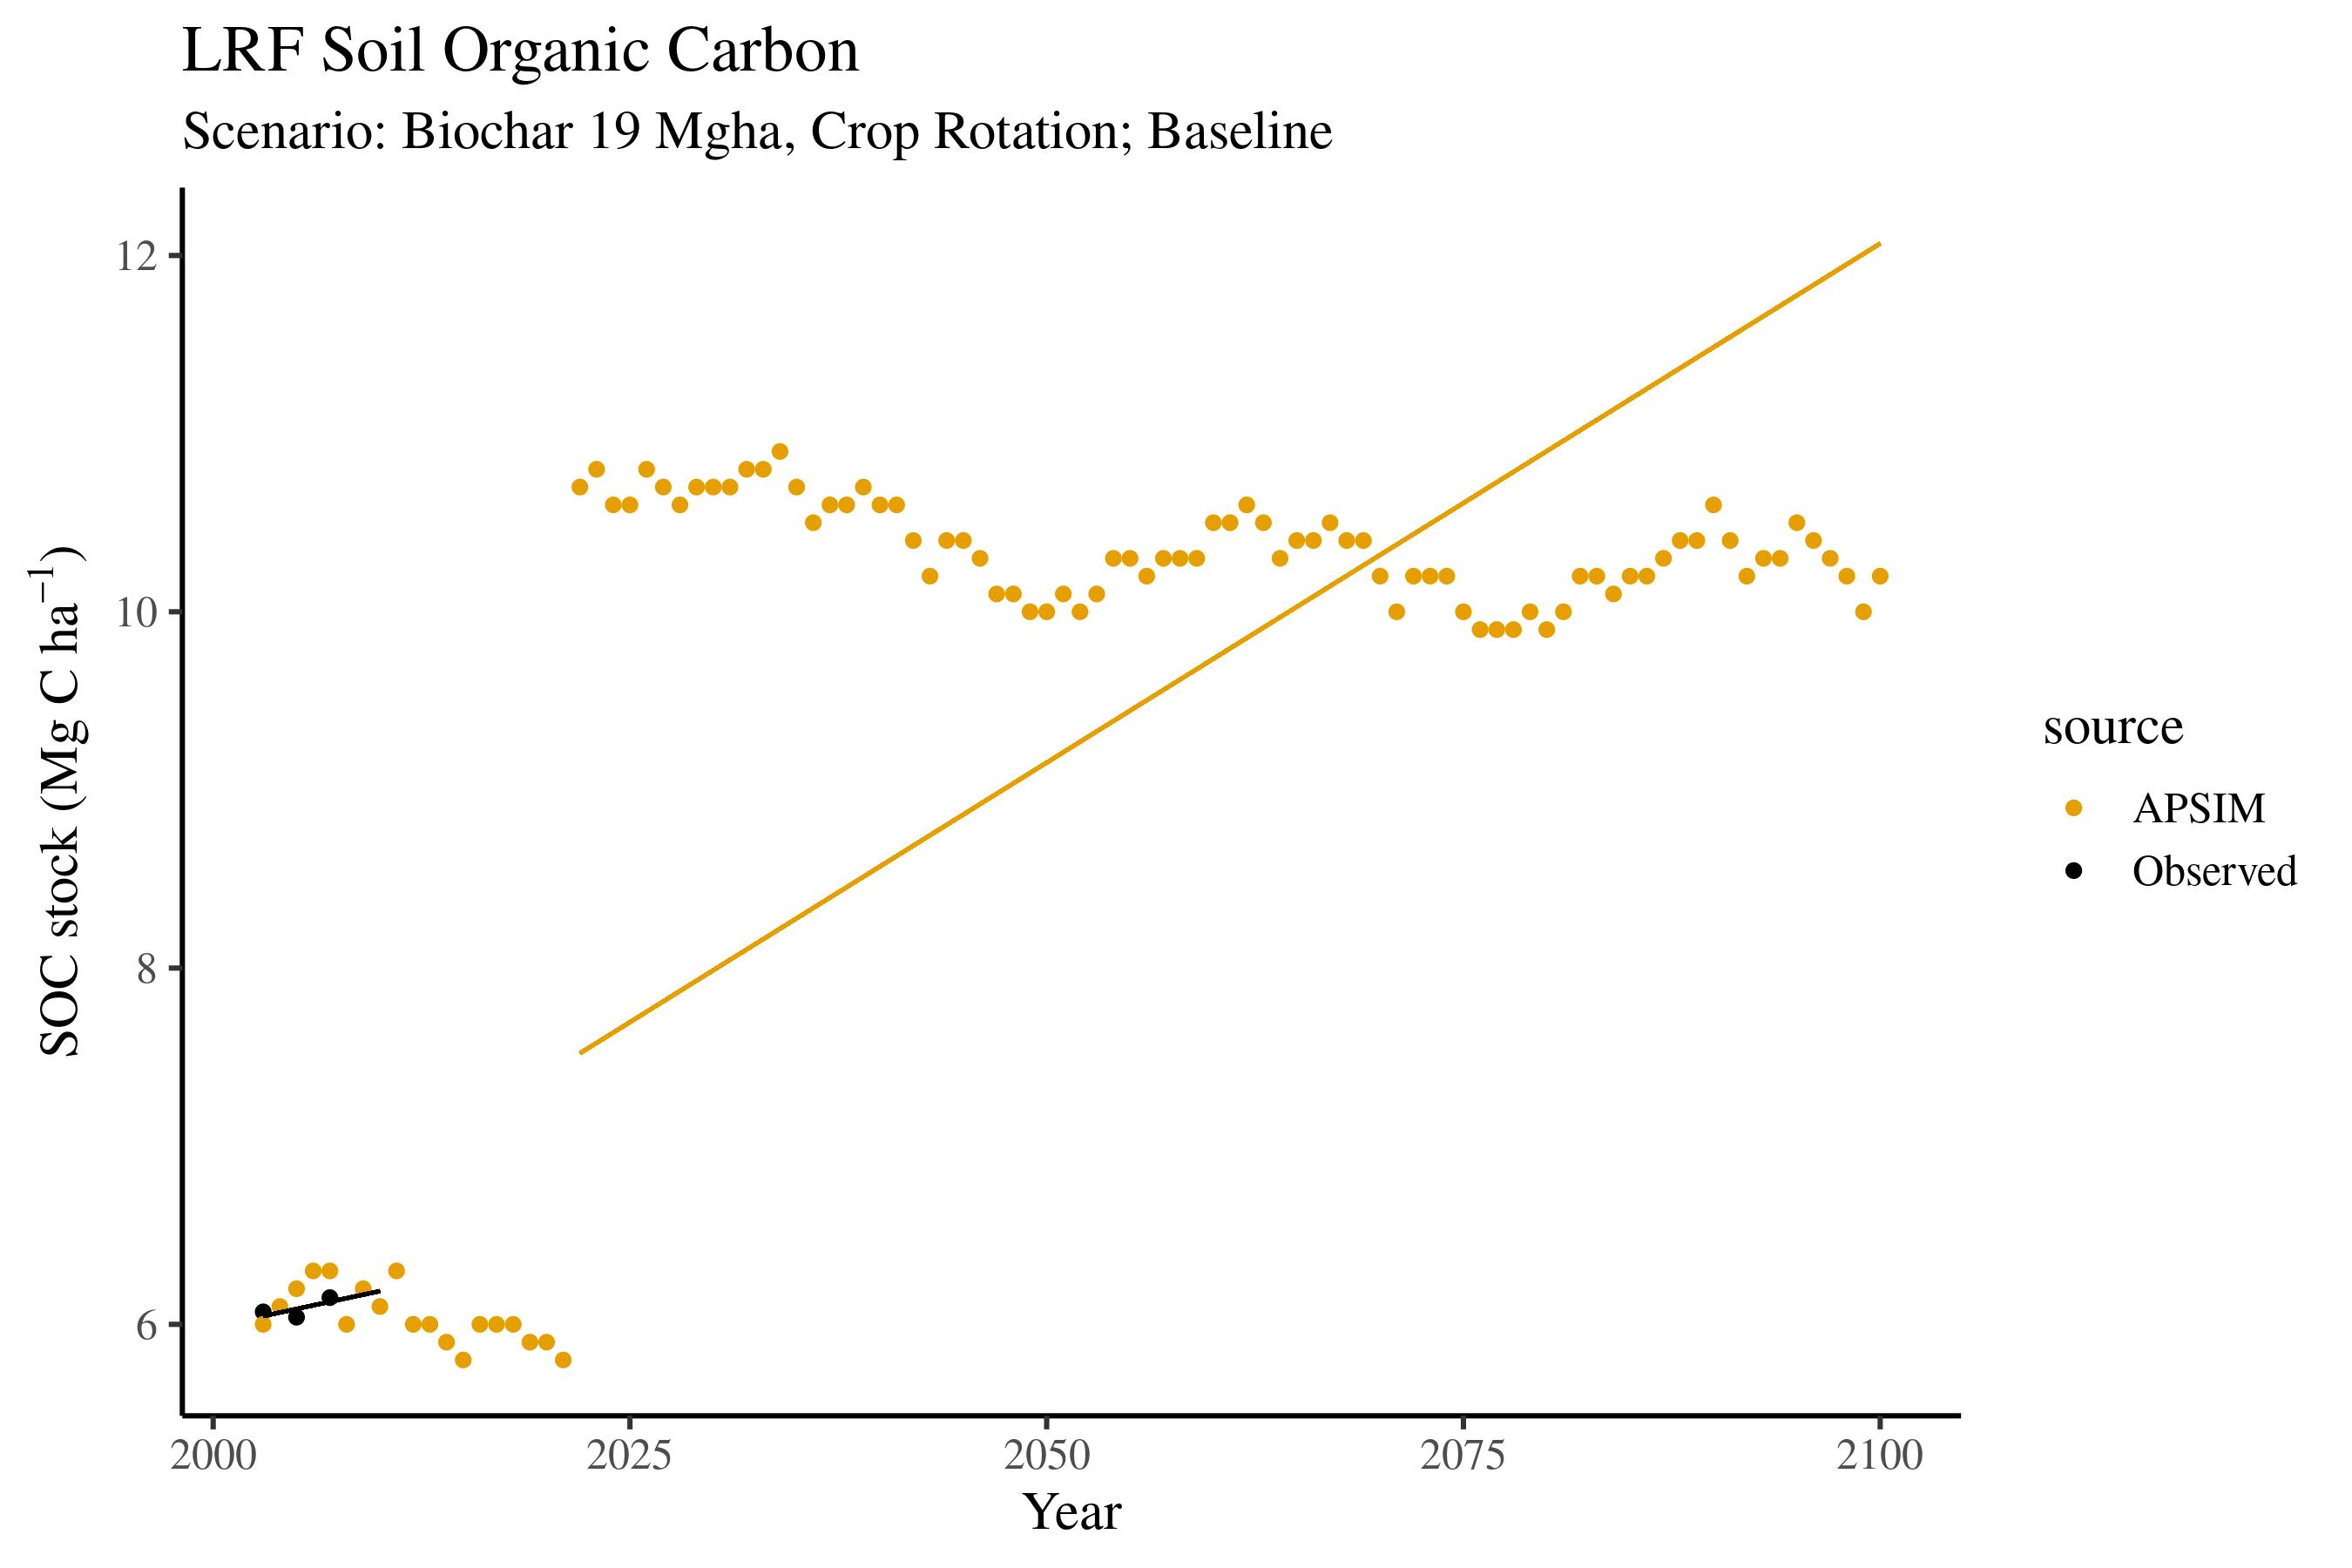 LRF Soil Organic Carbon
Scenario: Biochar 19 Mgha, Crop Rotation; Baseline
SOC stock (Mg C ha⁻¹)
12
10
8
6
2000 2025 2050 2075 2100
Year
source
APSIM
Observed